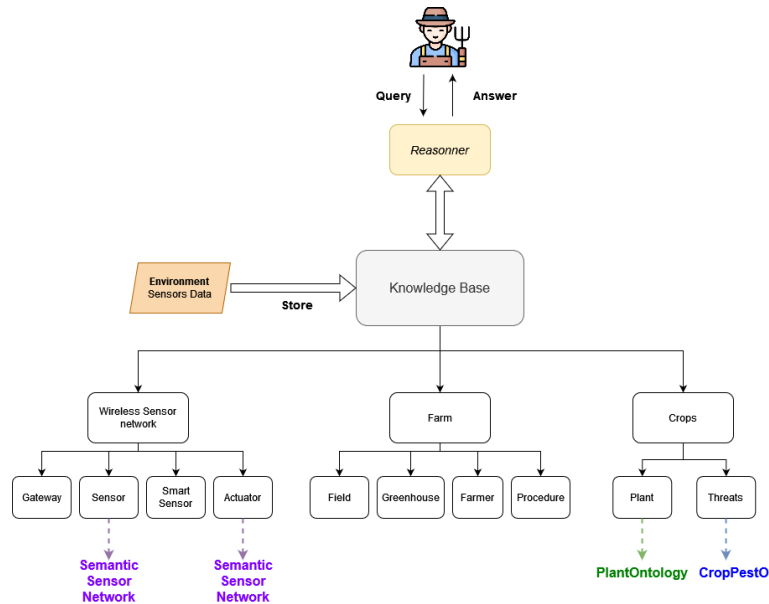 Query
Answer
Reasonner
Environment
Sensors Data
Store
Knowledge Base
Wireless Sensor
network
Farm
Crops
Gateway
Sensor
Smart
Sensor
Actuator
Field
Greenhouse
Farmer
Procedure
Plant
Threats
Semantic
Sensor
Network
Semantic
Sensor
Network
PlantOntology
CropPestO